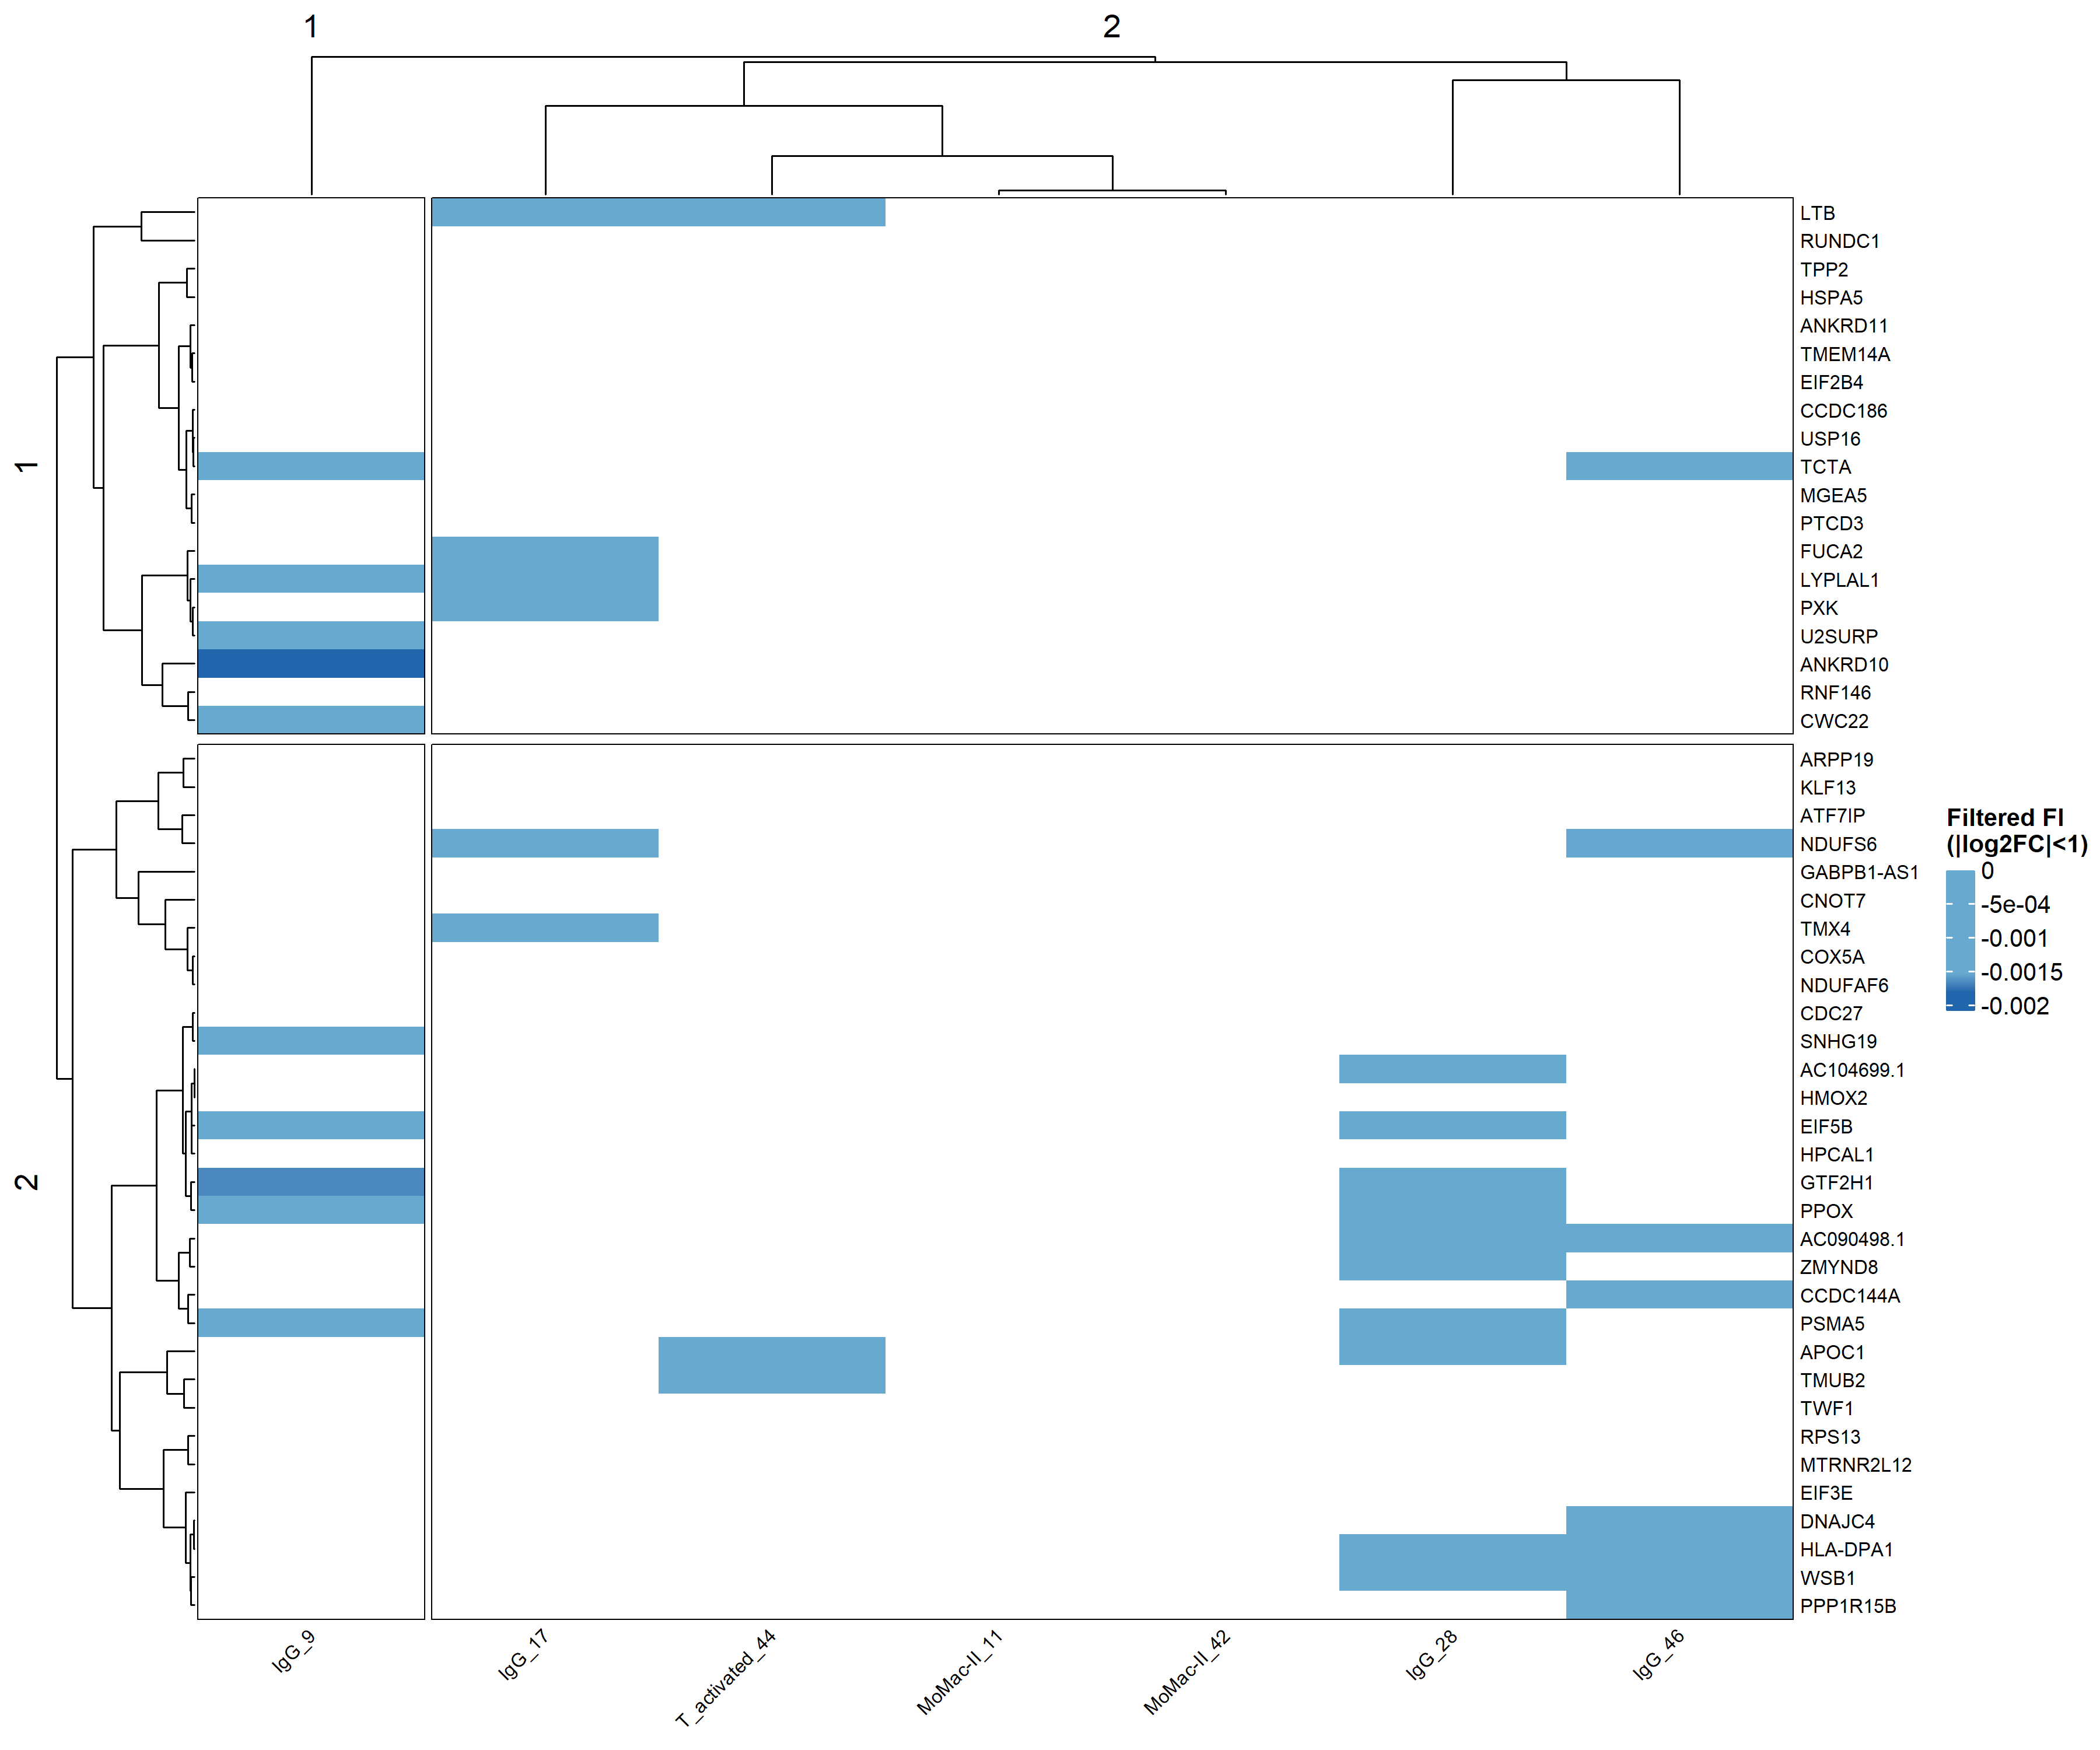 1
2
1
2
LTB
RUNDC1
TPP2
HSPA5
ANKRD11
TMEM14A
EIF2B4
CCDC186
USP16
TCTA
MGEA5
PTCD3
FUCA2
LYPLAL1
PXK
U2SURP
ANKRD10
RNF146
CWC22
ARPP19
KLF13
ATF7IP
NDUFS6
GABPB1-AS1
CNOT7
TMX4
COX5A
NDUFAF6
CDC27
SNHG19
AC104699.1
HMOX2
EIF5B
HPCAL1
GTF2H1
PPOX
AC090498.1
ZMYND8
CCDC144A
PSMA5
APOC1
TMUB2
TWF1
RPS13
MTRNR2L12
EIF3E
DNAJC4
HLA-DPA1
WSB1
PPP1R15B
Filtered FI
(|log2FC|<1)
0
-5e-04
-0.001
-0.0015
-0.002
IgG_9
IgG_17
T_activated_44
MoMac-II_11
MoMac-II_42
IgG_28
IgG_46